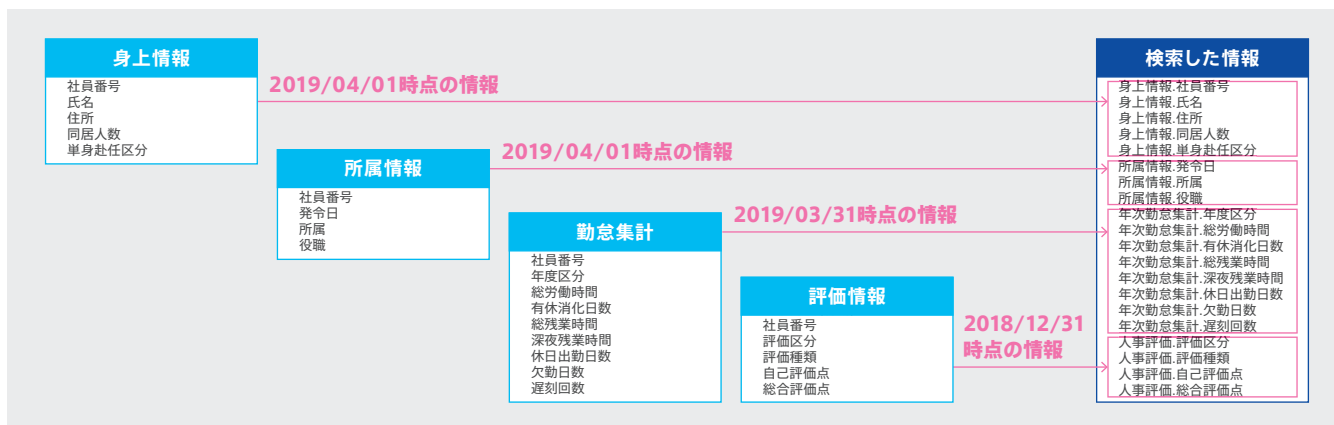 身上情報
社員番号
氏名
住所
同居人数
単身赴任区分
2019/04/01時点の情報
所属情報
社員番号
発令日
所属
役職
2019/04/01時点の情報
勤怠集計
社員番号
年度区分
総労働時間
有休消化日数
総残業時間
深夜残業時間
休日出勤日数
欠勤日数
遅刻回数
2019/03/31時点の情報
評価情報
社員番号
評価区分
評価種類
自己評価点
総合評価点
2018/12/31
時点の情報
検索した情報
身上情報.社員番号
身上情報.氏名
身上情報.住所
身上情報.同居人数
身上情報.単身赴任区分
所属情報.発令日
所属情報.所属
所属情報.役職
年次勤怠集計.年度区分
年次勤怠集計.総労働時間
年次勤怠集計.有休消化日数
年次勤怠集計.総残業時間
年次勤怠集計.深夜残業時間
年次勤怠集計.休日出勤日数
年次勤怠集計.欠勤日数
年次勤怠集計.遅刻回数
人事評価.評価区分
人事評価.評価種類
人事評価.自己評価点
人事評価.総合評価点